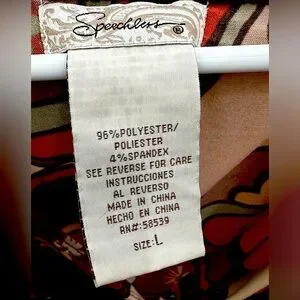 Speechless ®
96%POLYESTER/
POLIESTER
4%SPANDEX
SEE REVERSE FOR CARE
INSTRUCCIONES
AL REVERSO
MADE IN CHINA
HECHO EN CHINA
RN#:58539
SIZE:L